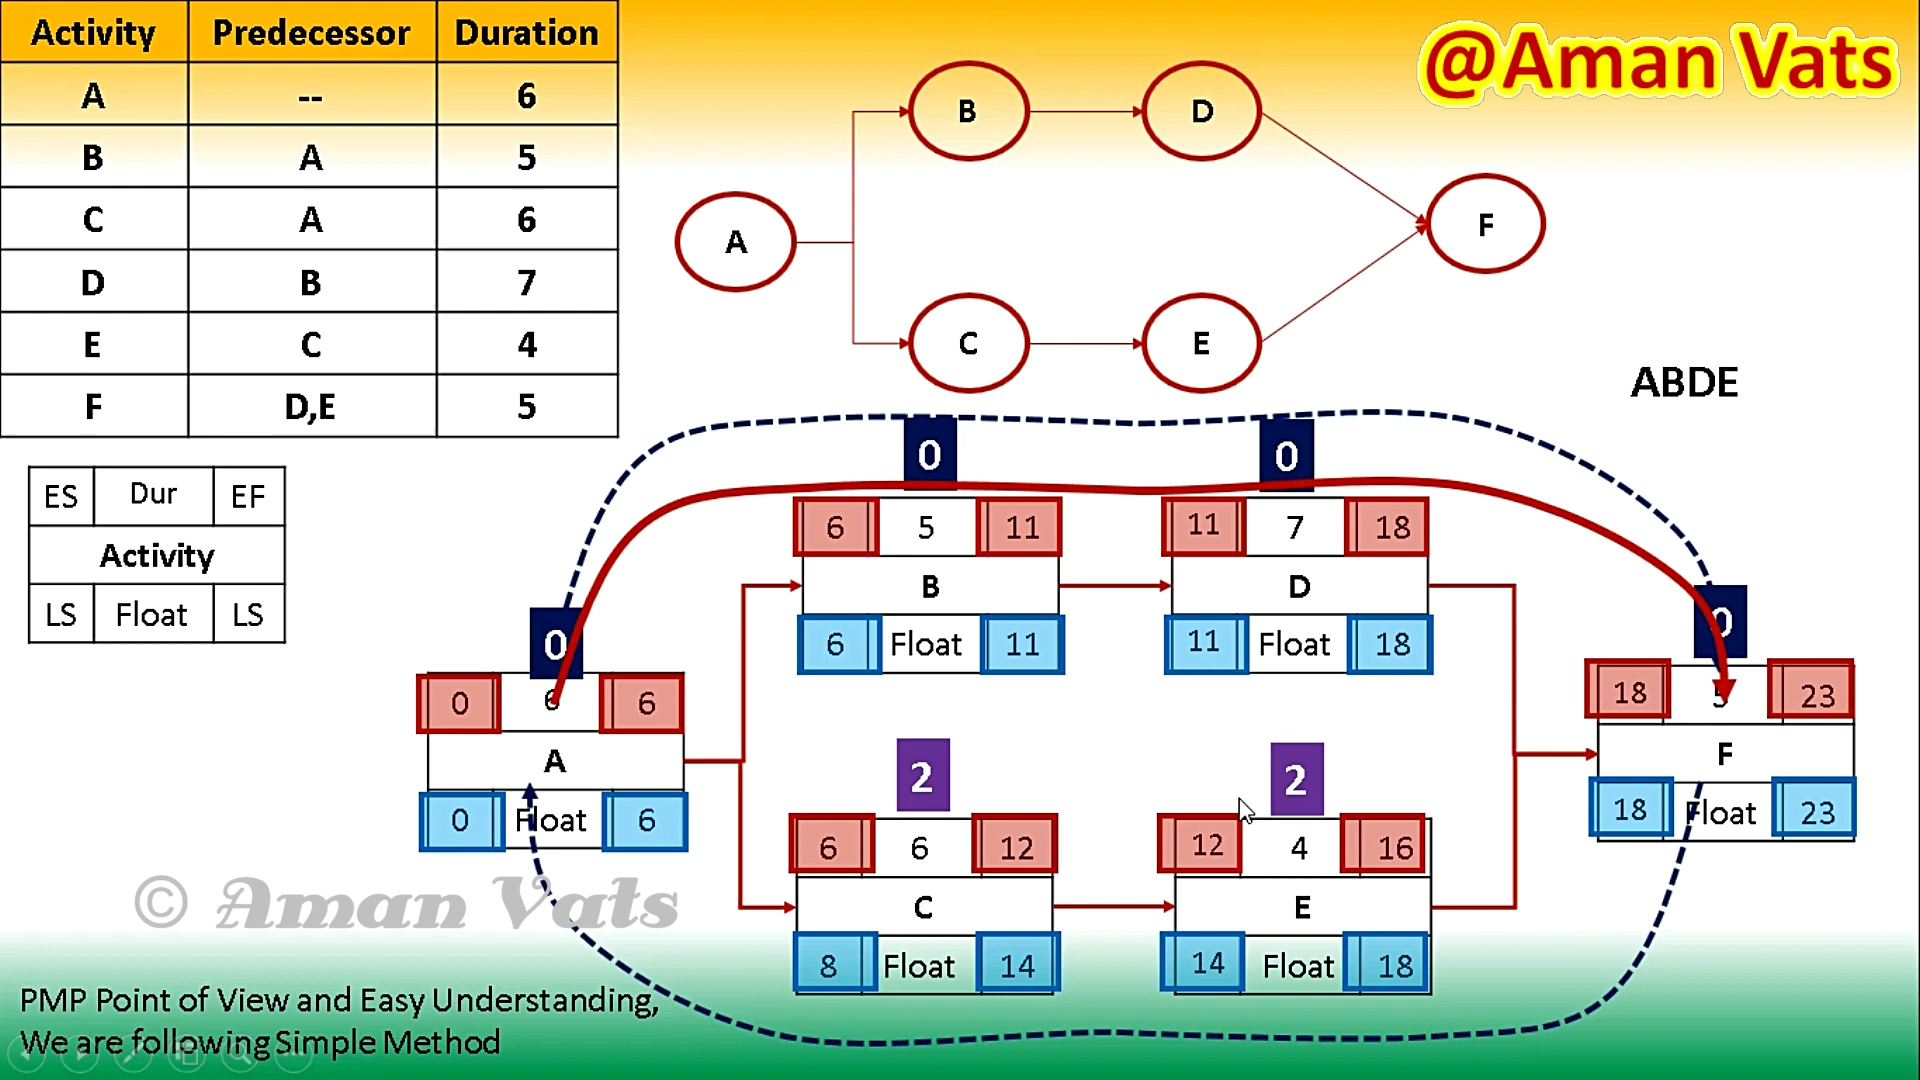 Activity Predecessor Duration
A -- 6
B A 5
C A 6
D B 7
E C 4
F D,E 5
@Aman Vats
B D
A F
C E
ABDE
ES Dur EF
Activity
LS Float LS
0 0
6 5 11 11 7 18
B D
6 Float 11 11 Float 18
0
0 6 6
A
0 Float 6
0
18 5 23
F
18 Float 23
2 2
6 6 12 12 4 16
C E
8 Float 14 14 Float 18
© Aman Vats
PMP Point of View and Easy Understanding,
We are following Simple Method